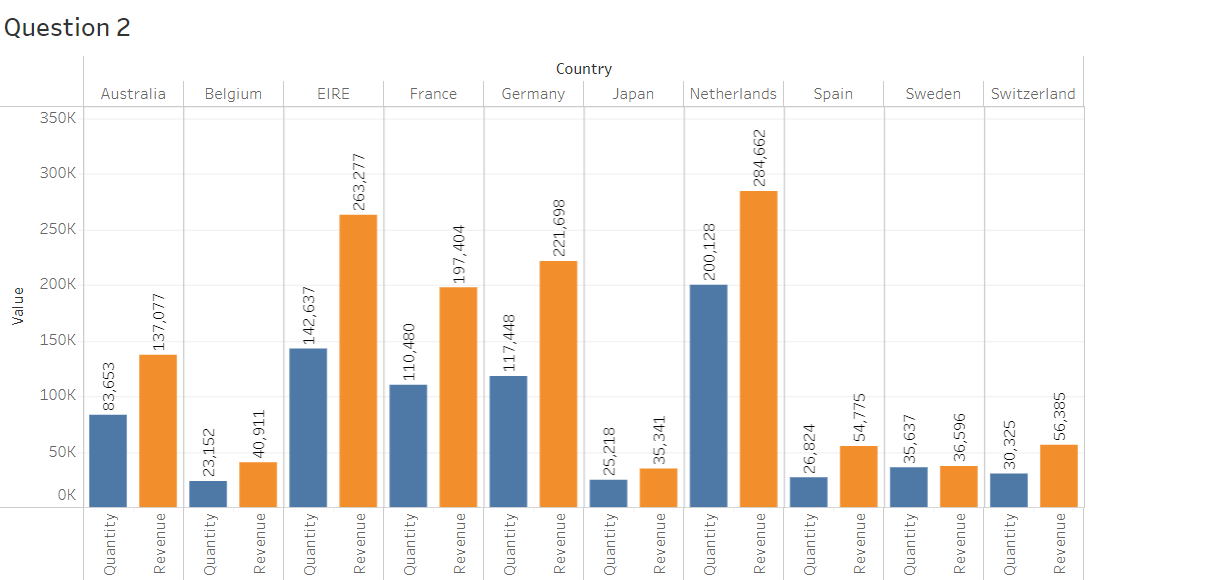 Question 2
Country
Australia Belgium EIRE France Germany Japan Netherlands Spain Sweden Switzerland
350K
300K
250K
200K
150K
100K
50K
0K
Value
83,653 137,077 23,152 40,911 142,637 263,277 110,480 197,404 117,448 221,698 25,218 35,341 200,128 284,662 26,824 54,775 35,637 36,596 30,325 56,385
Quantity Revenue Quantity Revenue Quantity Revenue Quantity Revenue Quantity Revenue Quantity Revenue Quantity Revenue Quantity Revenue Quantity Revenue Quantity Revenue